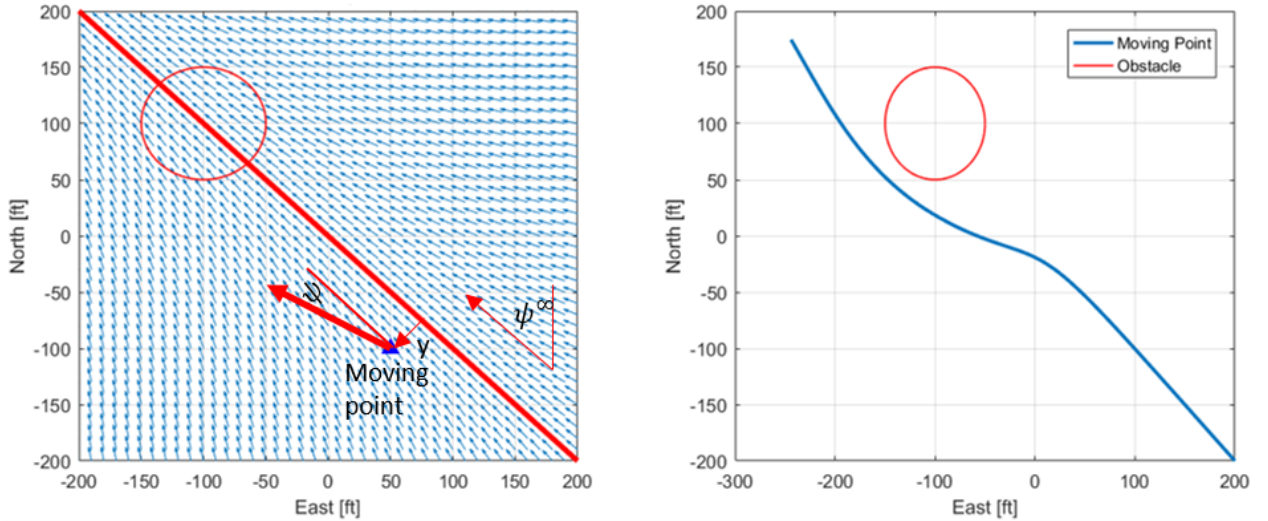 200
150
100
50
0
-50
-100
-150
-200
North [ft]
-200 -150 -100 -50 0 50 100 150 200
East [ft]
ψ
ψ∞
y
Moving
point
200
150
100
50
0
-50
-100
-150
-200
North [ft]
-300 -200 -100 0 100 200
East [ft]
Moving Point
Obstacle